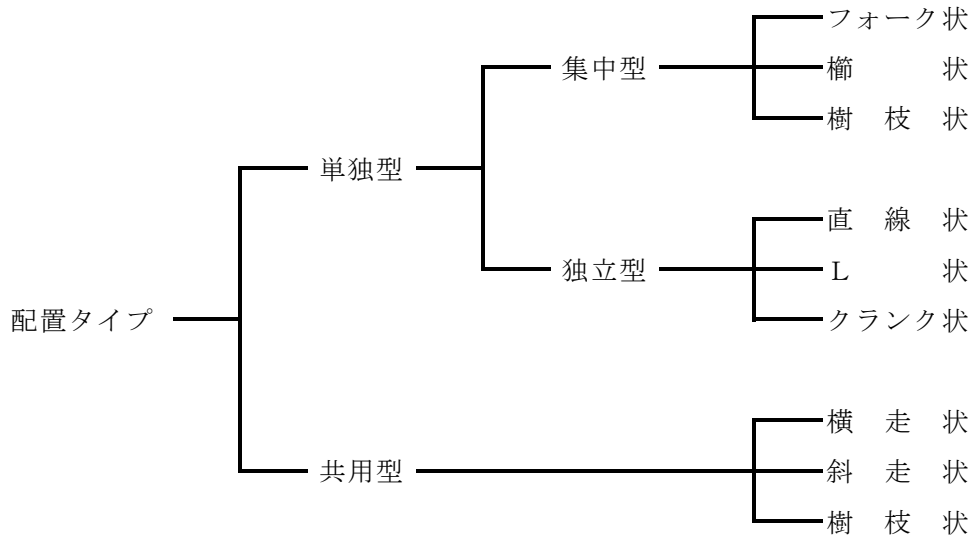 フォーク状
集中型
櫛状
樹枝状
単独型
直線状
独立型
L状
クランク状
配置タイプ
横走状
共用型
斜走状
樹枝状